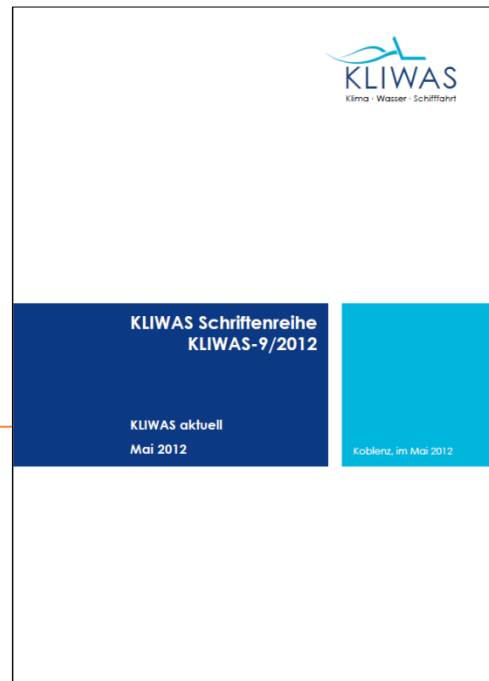 KLIWAS
Klima · Wasser · Schifffahrt
KLIWAS Schriftenreihe
KLIWAS-9/2012
KLIWAS aktuell
Mai 2012
Koblenz, im Mai 2012